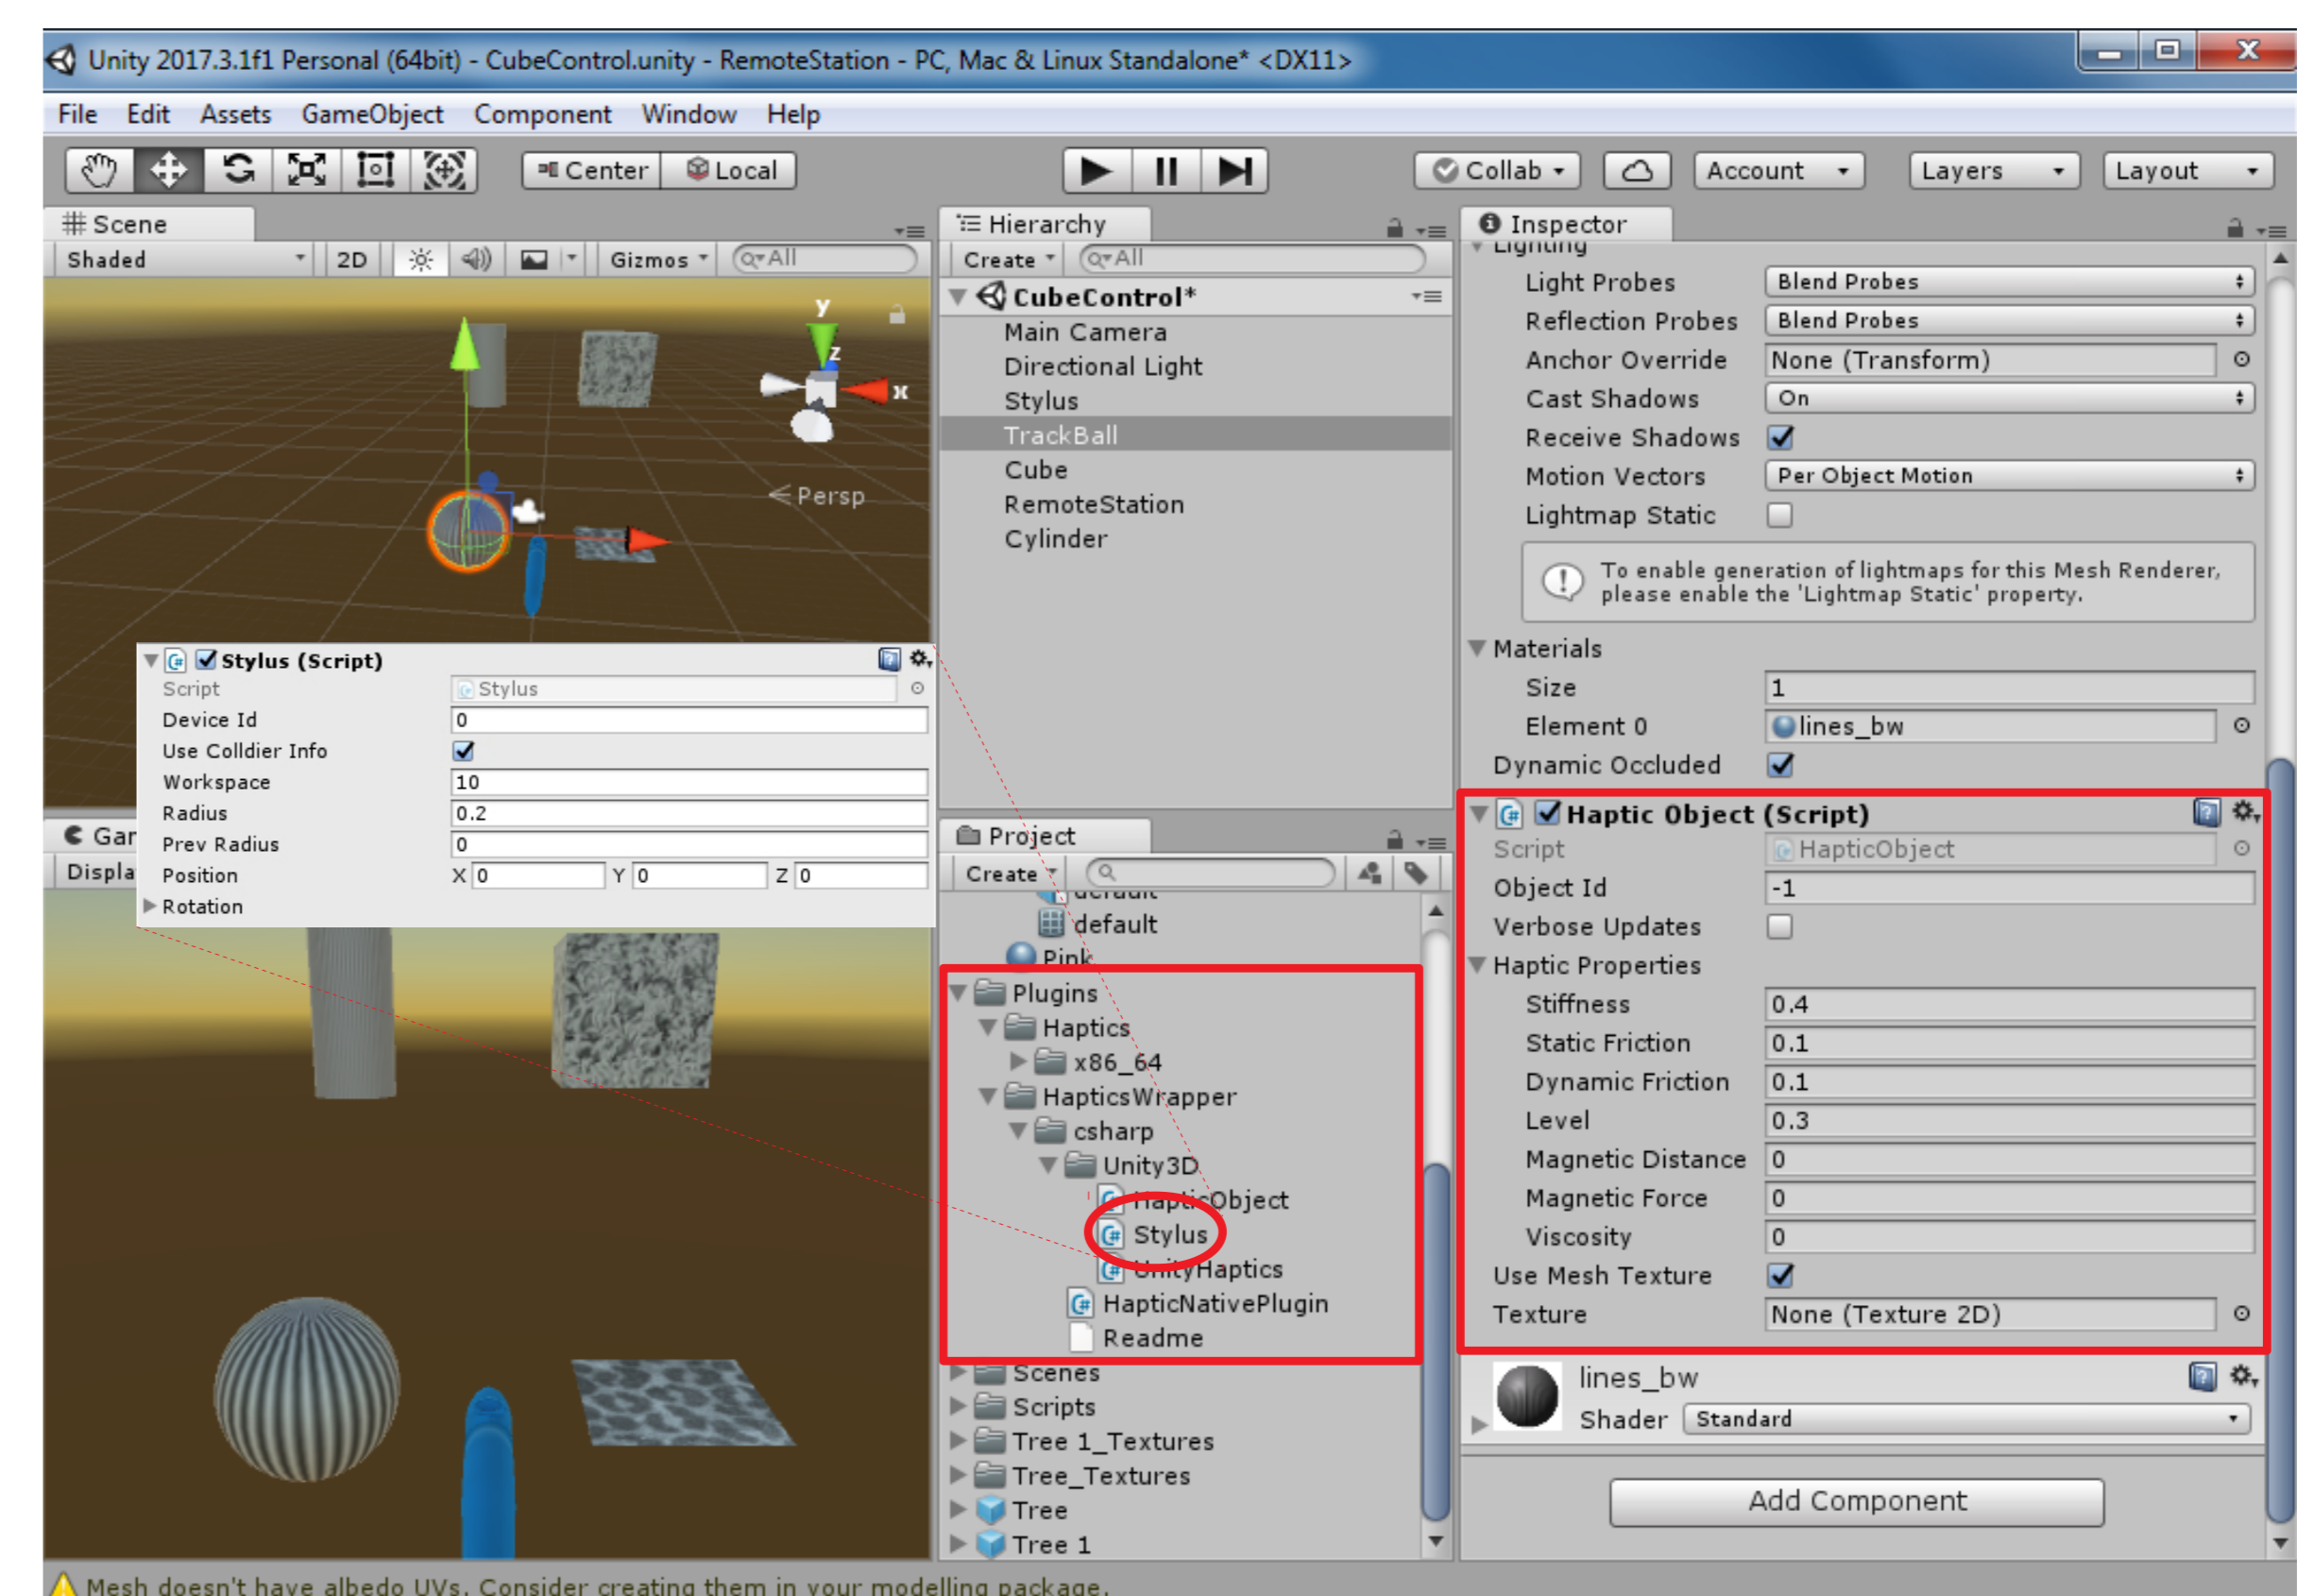 Unity 2017.3.1f1 Personal (64bit) - CubeControl.unity - RemoteStation - PC, Mac & Linux Standalone* <DX11>
File Edit Assets GameObject Component Window Help
Center Local Collab Account Layers Layout
Scene
Shaded 2D Gizmos All
y
z
x
Persp
Stylus (Script)
Script Stylus
Device Id 0
Use Colldier Info
Workspace 10
Radius 0.2
Prev Radius 0
Position X 0 Y 0 Z 0
Rotation
Gar
Displa
Hierarchy
Create All
CubeControl*
Main Camera
Directional Light
Stylus
TrackBall
Cube
RemoteStation
Cylinder
Project
Create
default
default
Pink
Plugins
Haptics
x86_64
HapticsWrapper
csharp
Unity3D
HapticObject
Stylus
UnityHaptics
HapticNativePlugin
Readme
Scenes
Scripts
Tree 1_Textures
Tree_Textures
Tree
Tree 1
Inspector
Lighting
Light Probes Blend Probes
Reflection Probes Blend Probes
Anchor Override None (Transform)
Cast Shadows On
Receive Shadows
Motion Vectors Per Object Motion
Lightmap Static
To enable generation of lightmaps for this Mesh Renderer,
please enable the 'Lightmap Static' property.
Materials
Size 1
Element 0 lines_bw
Dynamic Occluded
Haptic Object (Script)
Script HapticObject
Object Id -1
Verbose Updates
Haptic Properties
Stiffness 0.4
Static Friction 0.1
Dynamic Friction 0.1
Level 0.3
Magnetic Distance 0
Magnetic Force 0
Viscosity 0
Use Mesh Texture
Texture None (Texture 2D)
lines_bw
Shader Standard
Add Component
Mesh doesn't have albedo UVs. Consider creating them in your modelling package.